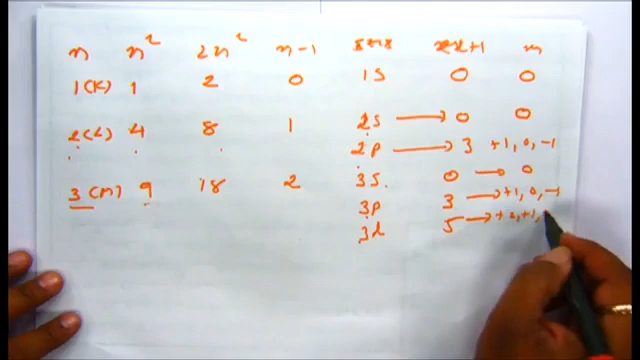 n n² 2n² n-1 +1 m
1(K) 1 2 0 1S 0 0
2(L) 4 8 1 2S → 0 0
2p → 3 +1, 0, -1
3(M) 9 18 2 3S. 0 → 0
3p 3 → +1, 0, -1
3d 5 → +2, +1,